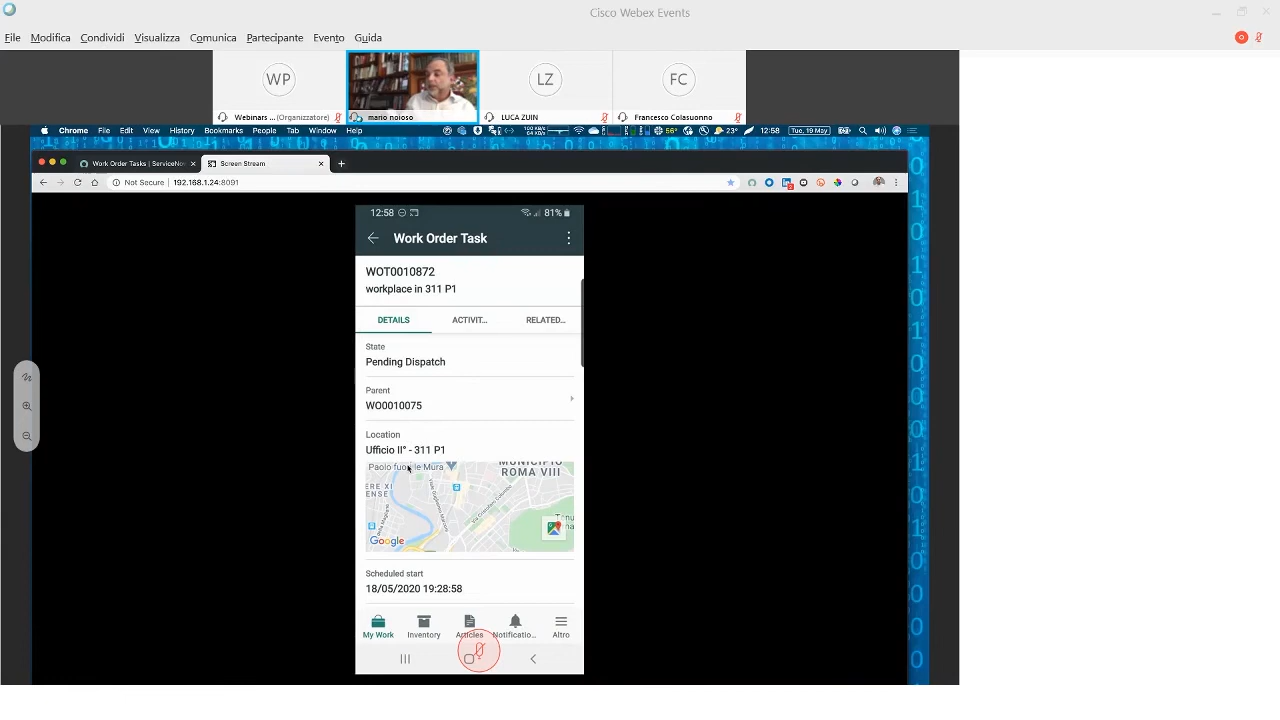 Cisco Webex Events
File Modifica Condividi Visualizza Comunica Partecipante Evento Guida
WP LZ FC
Webinars ... (Organizzatore) mario noioso LUCA ZUIN Francesco Colasuonno
Chrome File Edit View History Bookmarks People Tab Window Help 56° 23° 12:58 Tue, 19 May
Work Order Tasks | ServiceNo Screen Stream
Not Secure | 192.168.1.24:8091
12:58 81%
Work Order Task
WOT0010872
workplace in 311 P1
DETAILS ACTIVIT... RELATED...
State
Pending Dispatch
Parent
WO0010075
Location
Ufficio II° - 311 P1
Paolo fuori le Mura
MUNICIPIO
ROMA VIII
Google
Scheduled start
18/05/2020 19:28:58
My Work Inventory Articles Notificatio... Altro